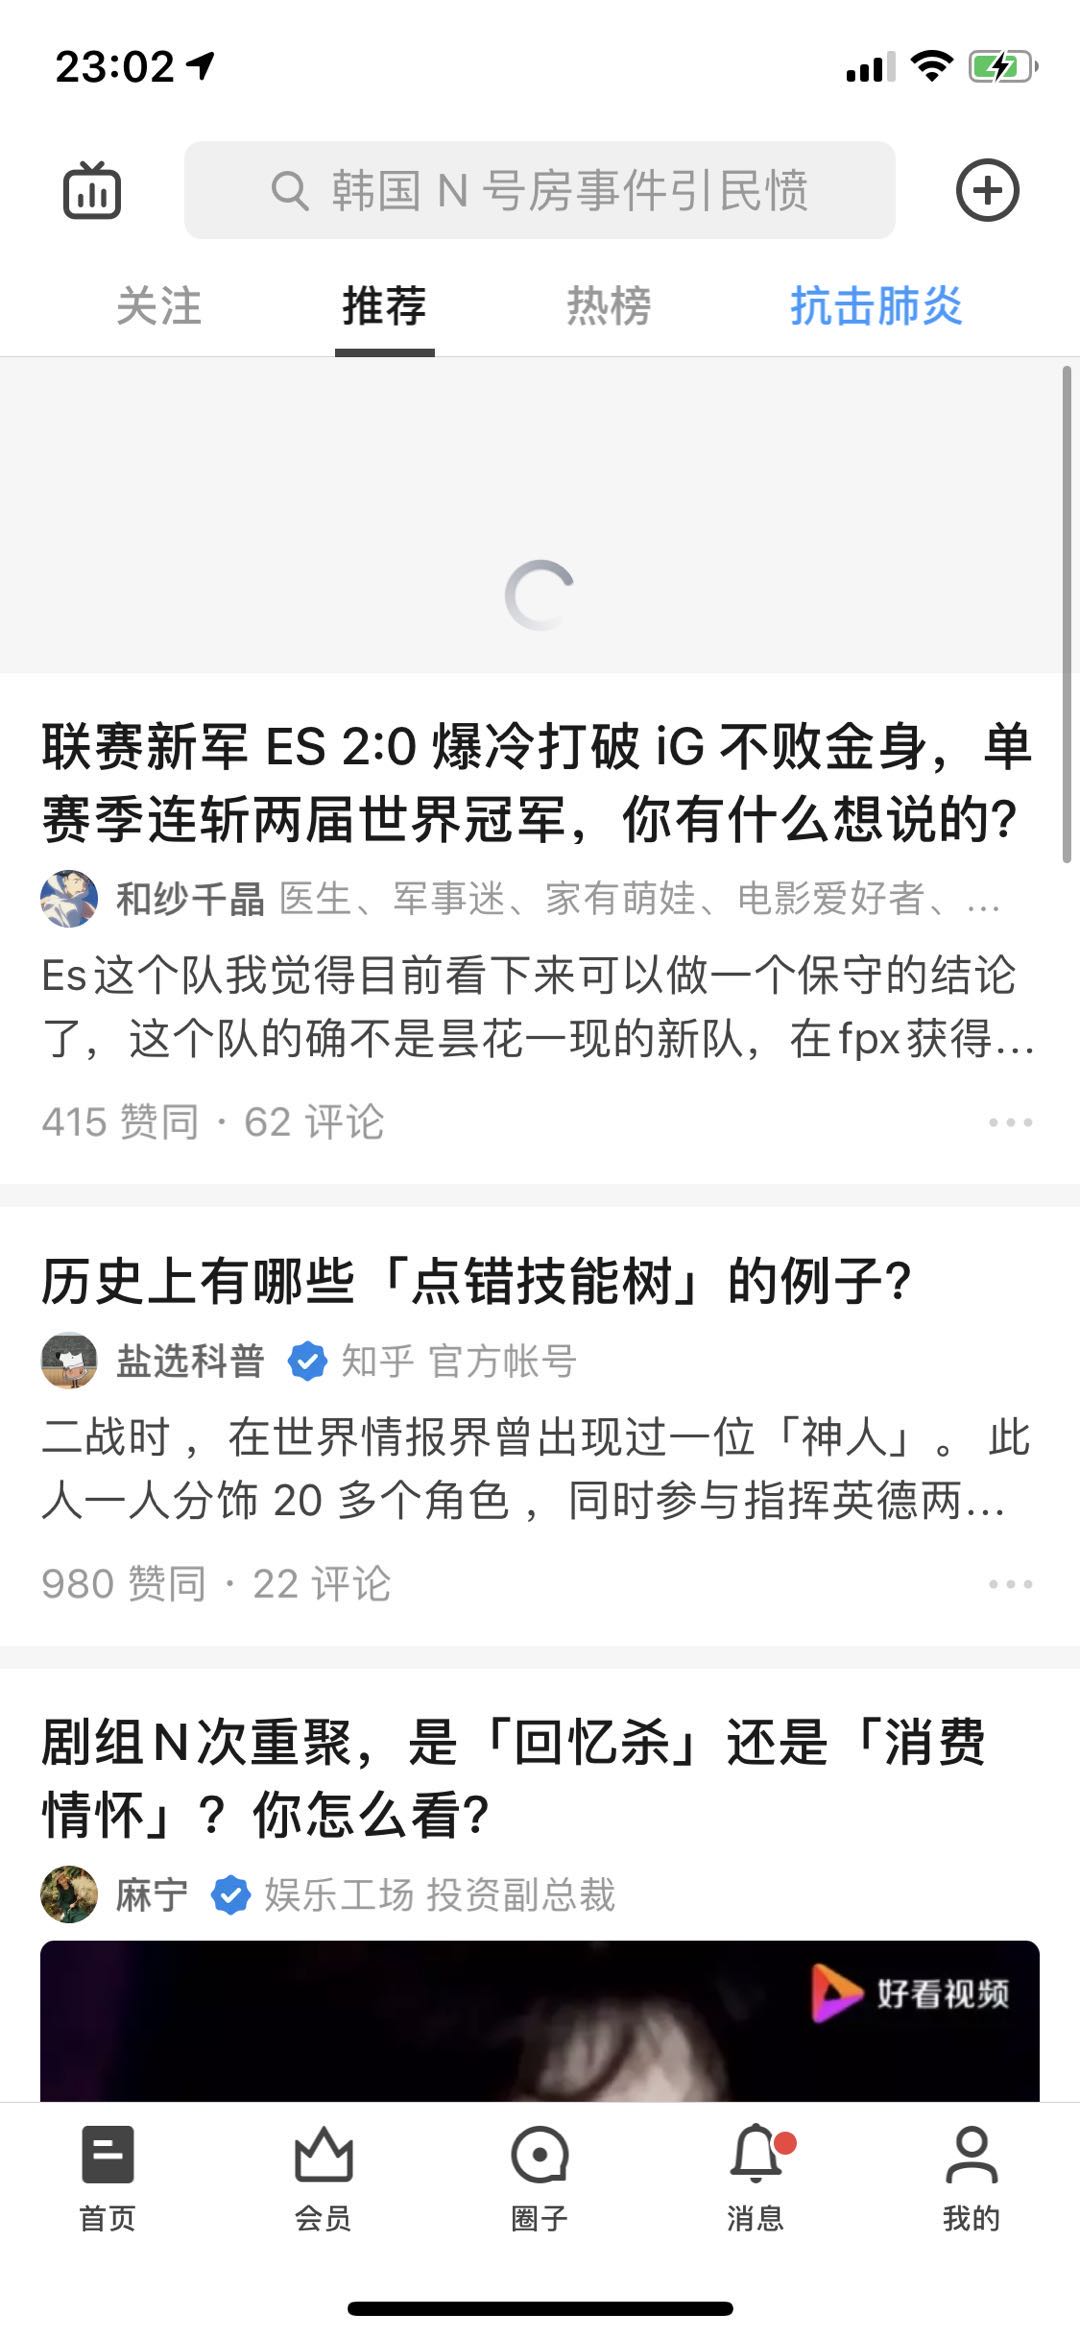 23:02
韩国 N 号房事件引民愤
关注 推荐 热榜 抗击肺炎
联赛新军 ES 2:0 爆冷打破 iG 不败金身，单
赛季连斩两届世界冠军，你有什么想说的?
和纱千晶 医生、军事迷、家有萌娃、电影爱好者、...
Es这个队我觉得目前看下来可以做一个保守的结论
了，这个队的确不是昙花一现的新队，在fpx获得...
415 赞同 · 62 评论
历史上有哪些「点错技能树」的例子?
盐选科普 知乎 官方帐号
二战时 ，在世界情报界曾出现过一位「神人」。 此
人一人分饰 20 多个角色 ，同时参与指挥英德两...
980 赞同 · 22 评论
剧组N次重聚，是「回忆杀」还是「消费
情怀」? 你怎么看?
麻宁 娱乐工场 投资副总裁
好看视频
首页 会员 圈子 消息 我的